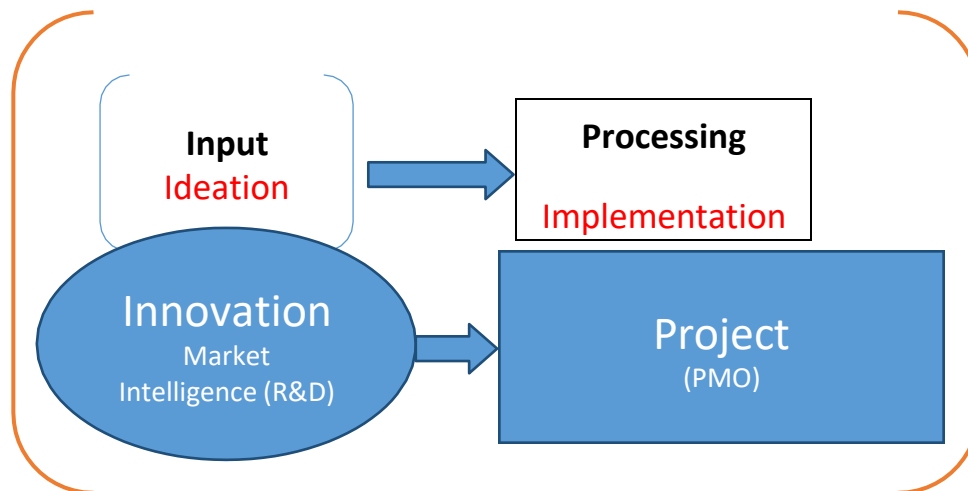 Input
Ideation
Processing
Implementation
Innovation
Market
Intelligence (R&D)
Project
(PMO)